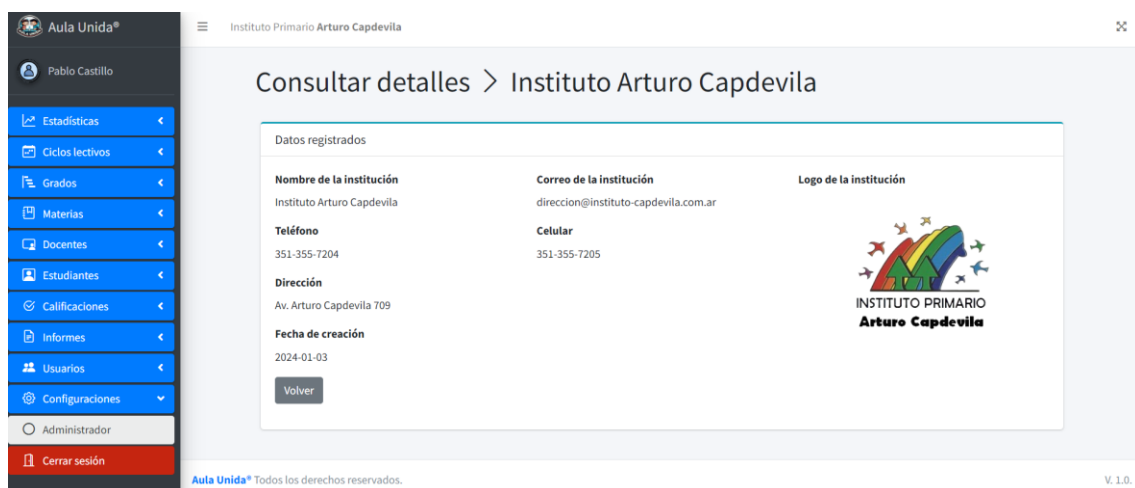 Aula Unida®
Instituto Primario Arturo Capdevila
Pablo Castillo
Estadísticas
Ciclos lectivos
Grados
Materias
Docentes
Estudiantes
Calificaciones
Informes
Usuarios
Configuraciones
Administrador
Cerrar sesión
Consultar detalles > Instituto Arturo Capdevila
Datos registrados
Nombre de la institución
Instituto Arturo Capdevila
Teléfono
351-355-7204
Dirección
Av. Arturo Capdevila 709
Fecha de creación
2024-01-03
Volver
Correo de la institución
direccion@instituto-capdevila.com.ar
Celular
351-355-7205
Logo de la institución
INSTITUTO PRIMARIO
Arturo Capdevila
Aula Unida® Todos los derechos reservados.
V. 1.0.